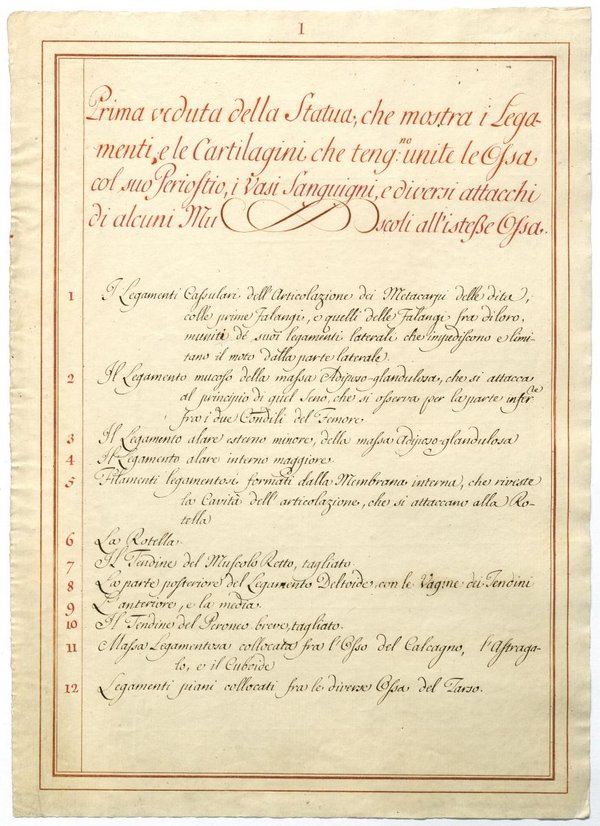 I
Prima veduta della Statua, che mostra i Lega-
menti, e le Cartilagini che teng.no unite le Ossa
col suo Periostio, i Vasi Sanguigni, e diversi attacchi
di alcuni Mu scoli all'istesse Ossa.
1 I Legamenti Cassulari dell'Articolazione dei Metacarpi delle dita,
colle prime Falangi, e quelli delle Falangi fra di loro,
muniti de' suoi legamenti laterali che impediscono e limi-
tano il moto dalla parte laterale.
2 Il Legamento mucoso della massa Adiposo-glandulosa, che si attacca
al principio di quel Seno, che si osserva per la parte infer.re
fra i due Condili del Femore
3 Il Legamento alare esterno minore, della massa Adiposo-glandulosa
4 Il Legamento alare interno maggiore
5 Filamenti legamentosi formati dalla Membrana interna, che riveste
la Cavità dell'articolazione, che si attaccano alla Ro-
tella
6 La Rotella
7 Il Tendine del Muscolo Retto, tagliato
8 La parte posteriore del Legamento Deltoide, con le Vagine dei Tendini
9 L'anteriore, e la media
10 Il Tendine del Peroneo breve, tagliato.
11 Massa Legamentosa collocata fra l'Osso del Calcagno, l'Astraga-
lo, e il Cuboide
12 Legamenti piani collocati fra le diverse Ossa del Tarso.